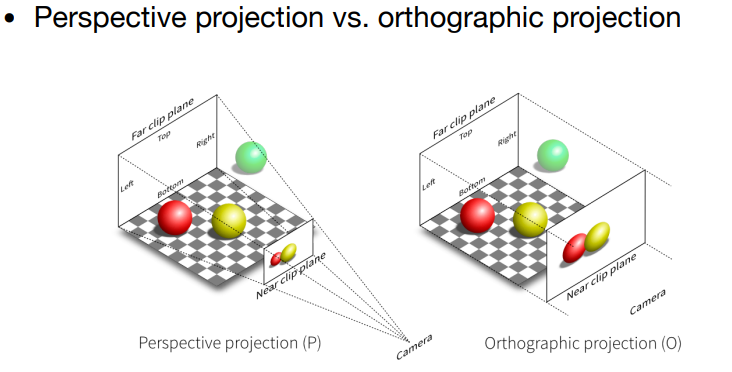 • Perspective projection vs. orthographic projection
Far clip plane
Top
Right
Left
Bottom
Near clip plane
Camera
Perspective projection (P)
Far clip plane
Top
Right
Left
Bottom
Near clip plane
Camera
Orthographic projection (O)